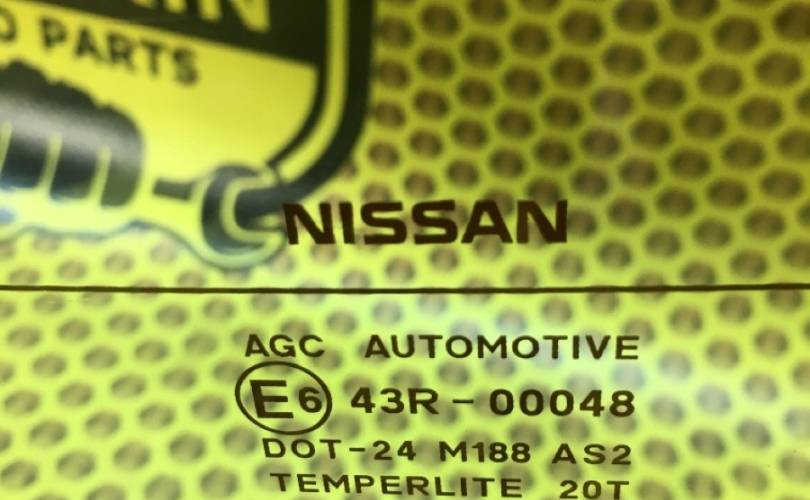 PARTS
NISSAN
AGC AUTOMOTIVE
E6 43R-00048
DOT-24 M188 AS2
TEMPERLITE 20T